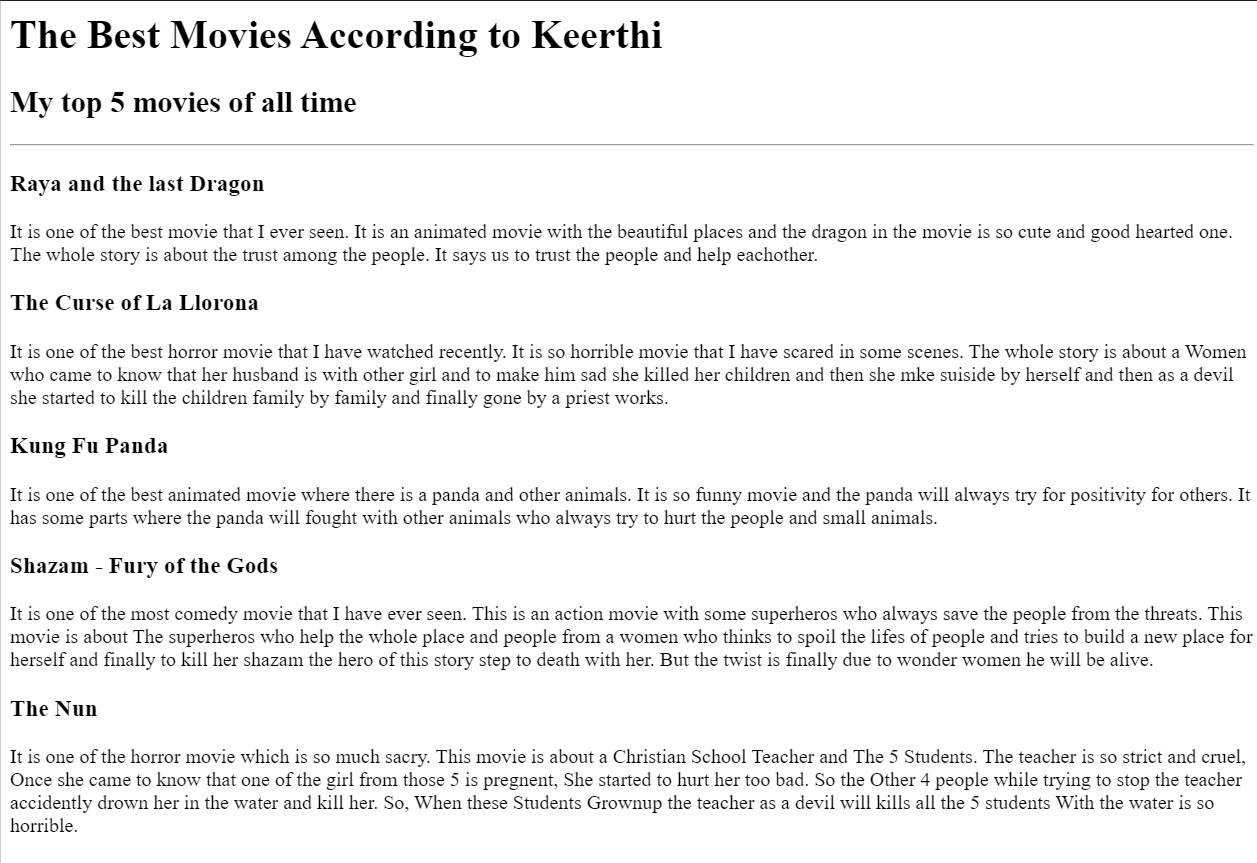 The Best Movies According to Keerthi
My top 5 movies of all time
Raya and the last Dragon
It is one of the best movie that I ever seen. It is an animated movie with the beautiful places and the dragon in the movie is so cute and good hearted one.
The whole story is about the trust among the people. It says us to trust the people and help eachother.
The Curse of La Llorona
It is one of the best horror movie that I have watched recently. It is so horrible movie that I have scared in some scenes. The whole story is about a Women
who came to know that her husband is with other girl and to make him sad she killed her children and then she mke suiside by herself and then as a devil
she started to kill the children family by family and finally gone by a priest works.
Kung Fu Panda
It is one of the best animated movie where there is a panda and other animals. It is so funny movie and the panda will always try for positivity for others. It
has some parts where the panda will fought with other animals who always try to hurt the people and small animals.
Shazam - Fury of the Gods
It is one of the most comedy movie that I have ever seen. This is an action movie with some superheros who always save the people from the threats. This
movie is about The superheros who help the whole place and people from a women who thinks to spoil the lifes of people and tries to build a new place for
herself and finally to kill her shazam the hero of this story step to death with her. But the twist is finally due to wonder women he will be alive.
The Nun
It is one of the horror movie which is so much sacry. This movie is about a Christian School Teacher and The 5 Students. The teacher is so strict and cruel,
Once she came to know that one of the girl from those 5 is pregnent, She started to hurt her too bad. So the Other 4 people while trying to stop the teacher
accidently drown her in the water and kill her. So, When these Students Grownup the teacher as a devil will kills all the 5 students With the water is so
horrible.